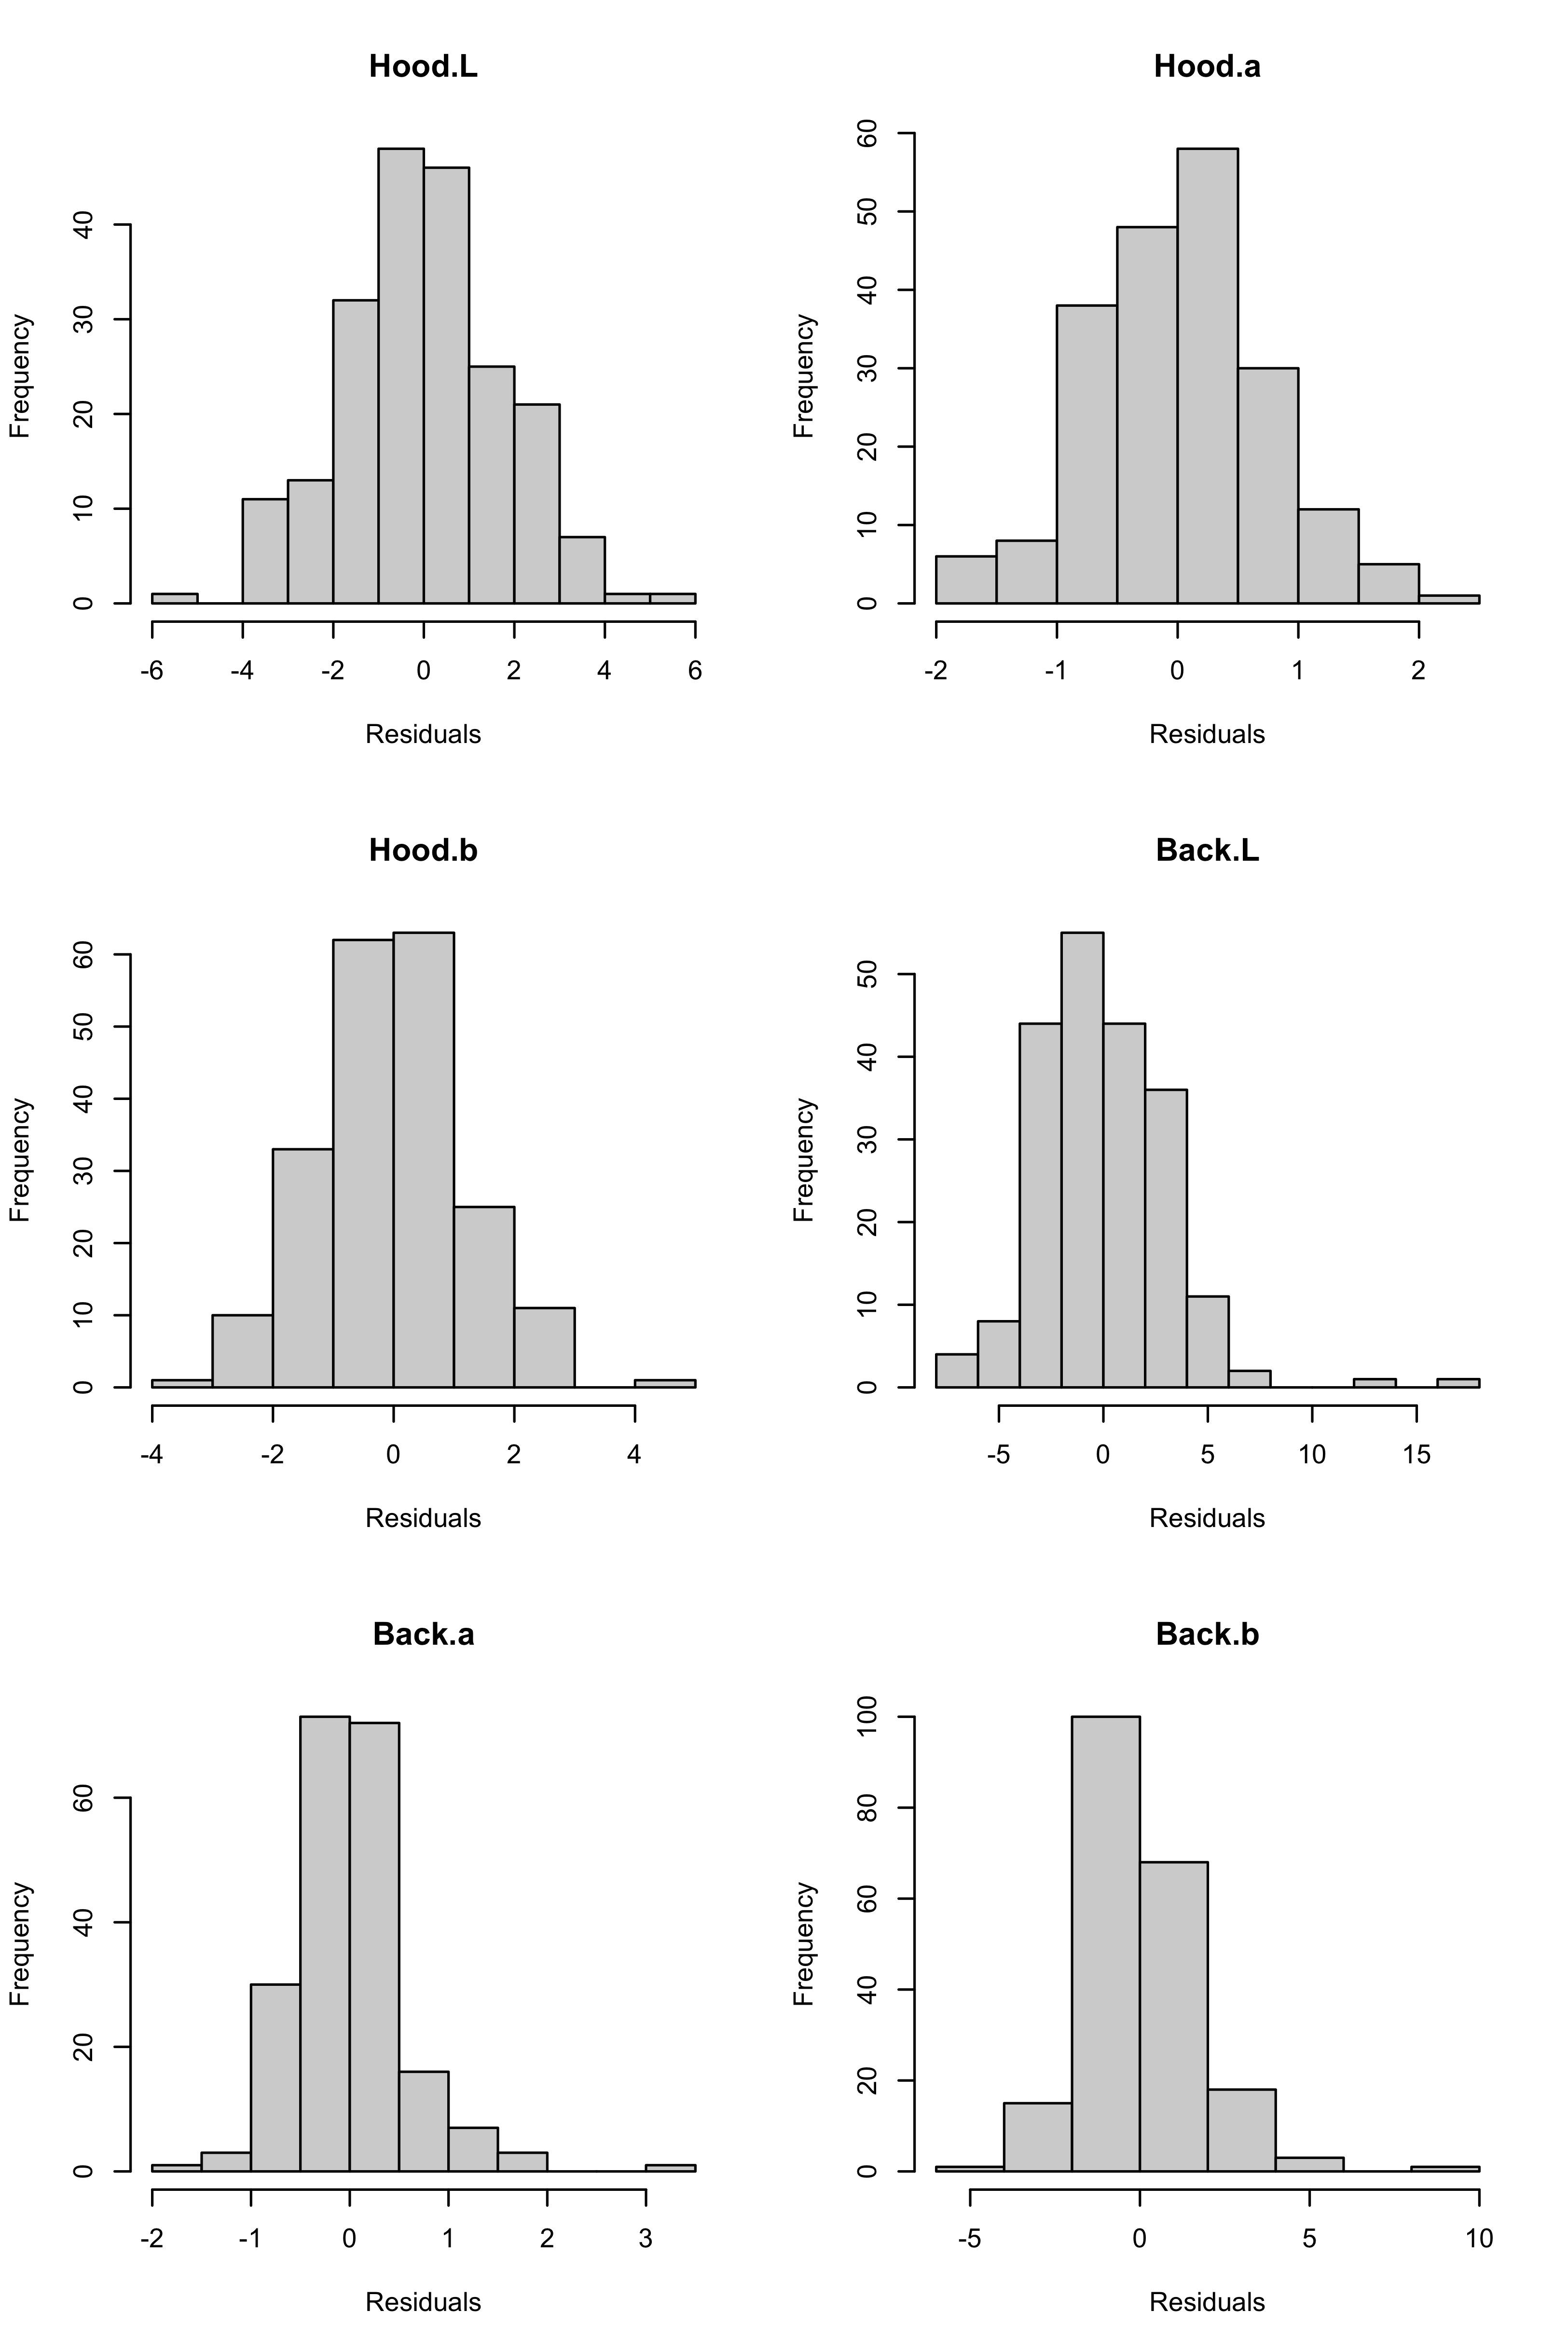 Hood.L
Frequency
0 10 20 30 40
-6 -4 -2 0 2 4 6
Residuals
Hood.a
Frequency
0 10 20 30 40 50 60
-2 -1 0 1 2
Residuals
Hood.b
Frequency
0 10 20 30 40 50 60
-4 -2 0 2 4
Residuals
Back.L
Frequency
0 10 20 30 40 50
-5 0 5 10 15
Residuals
Back.a
Frequency
0 20 40 60
-2 -1 0 1 2 3
Residuals
Back.b
Frequency
0 20 40 60 80 100
-5 0 5 10
Residuals